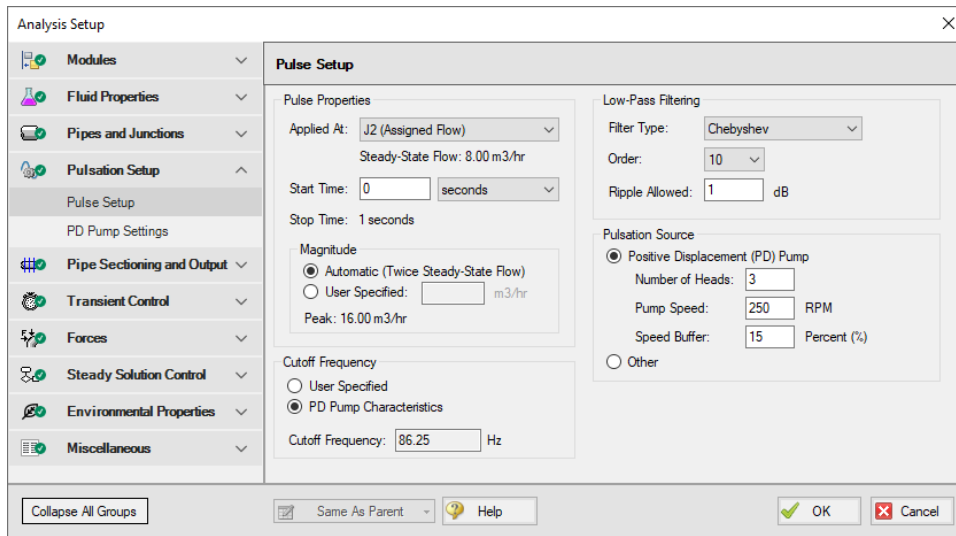 Analysis Setup
Modules
Fluid Properties
Pipes and Junctions
Pulsation Setup
Pulse Setup
PD Pump Settings
Pipe Sectioning and Output
Transient Control
Forces
Steady Solution Control
Environmental Properties
Miscellaneous
Pulse Setup
Pulse Properties
Applied At: J2 (Assigned Flow)
Steady-State Flow: 8.00 m3/hr
Start Time: 0 seconds
Stop Time: 1 seconds
Magnitude
Automatic (Twice Steady-State Flow)
User Specified: m3/hr
Peak: 16.00 m3/hr
Cutoff Frequency
User Specified
PD Pump Characteristics
Cutoff Frequency: 86.25 Hz
Low-Pass Filtering
Filter Type: Chebyshev
Order: 10
Ripple Allowed: 1 dB
Pulsation Source
Positive Displacement (PD) Pump
Number of Heads: 3
Pump Speed: 250 RPM
Speed Buffer: 15 Percent (%)
Other
Collapse All Groups
Same As Parent
Help
OK
Cancel